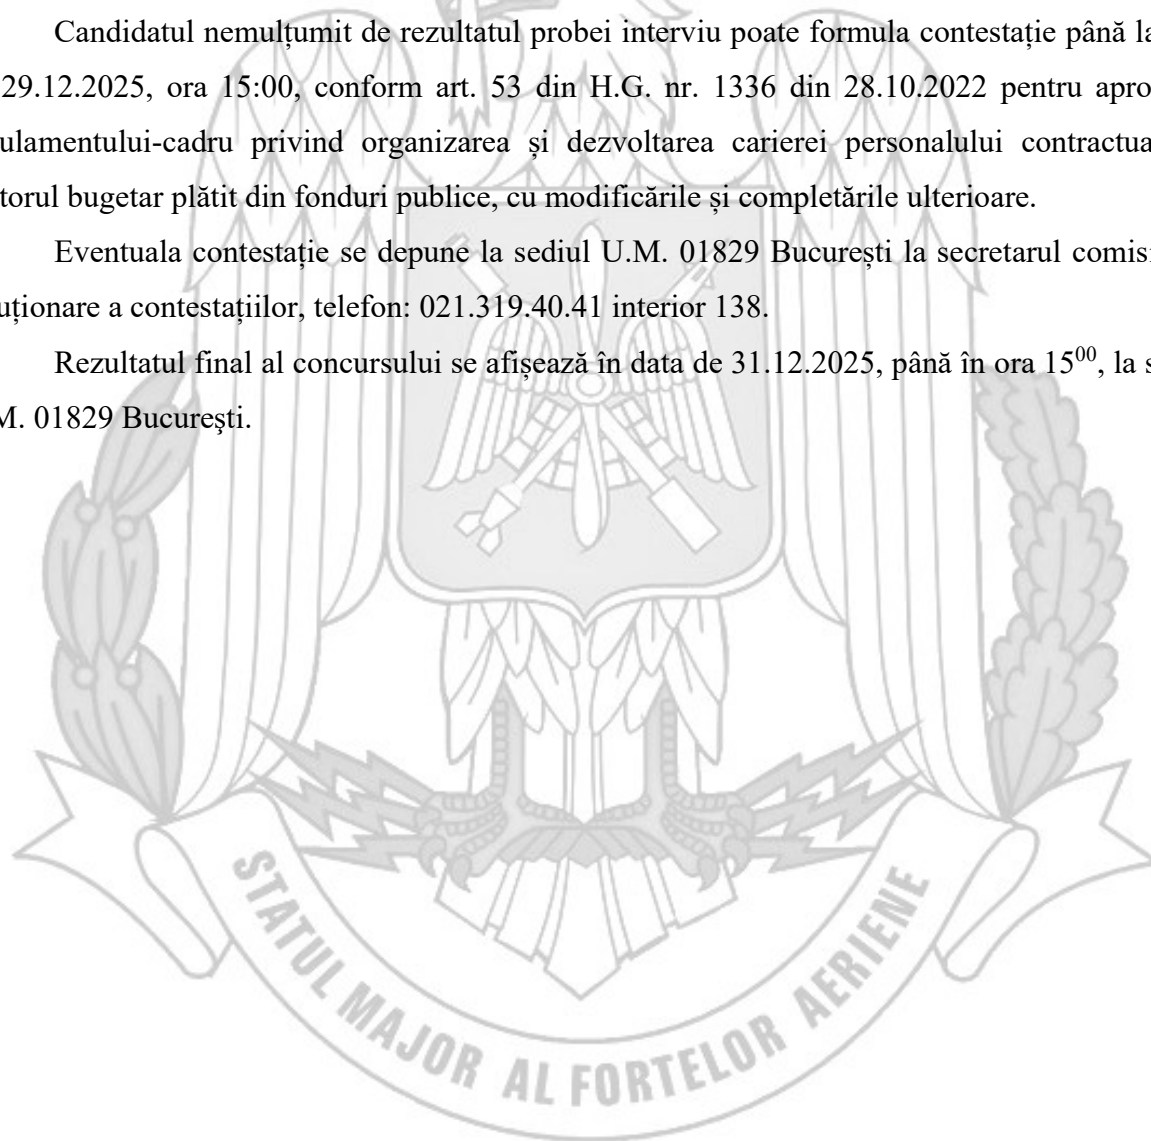 Candidatul nemulțumit de rezultatul probei interviu poate formula contestație până la
29.12.2025, ora 15:00, conform art. 53 din H.G. nr. 1336 din 28.10.2022 pentru apro
ulamentului-cadru privind organizarea și dezvoltarea carierei personalului contractua
torul bugetar plătit din fonduri publice, cu modificările și completările ulterioare.
Eventuala contestație se depune la sediul U.M. 01829 București la secretarul comisi
uționare a contestațiilor, telefon: 021.319.40.41 interior 138.
Rezultatul final al concursului se afișează în data de 31.12.2025, până în ora 15⁰⁰, la s
M. 01829 Bucureşti.
STATUL MAJOR AL FORTELOR AERIENE